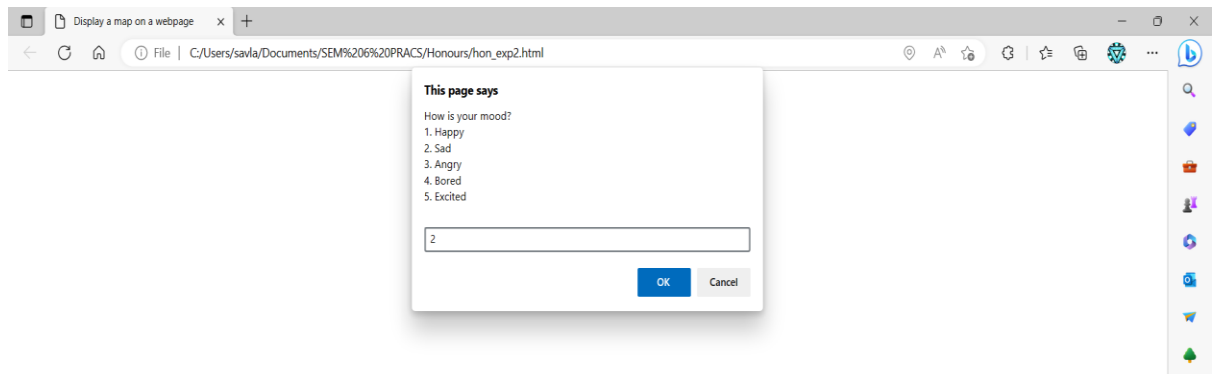 Display a map on a webpage
File | C:/Users/savla/Documents/SEM%206%20PRACS/Honours/hon_exp2.html
This page says
How is your mood?
1. Happy
2. Sad
3. Angry
4. Bored
5. Excited
2
OK Cancel